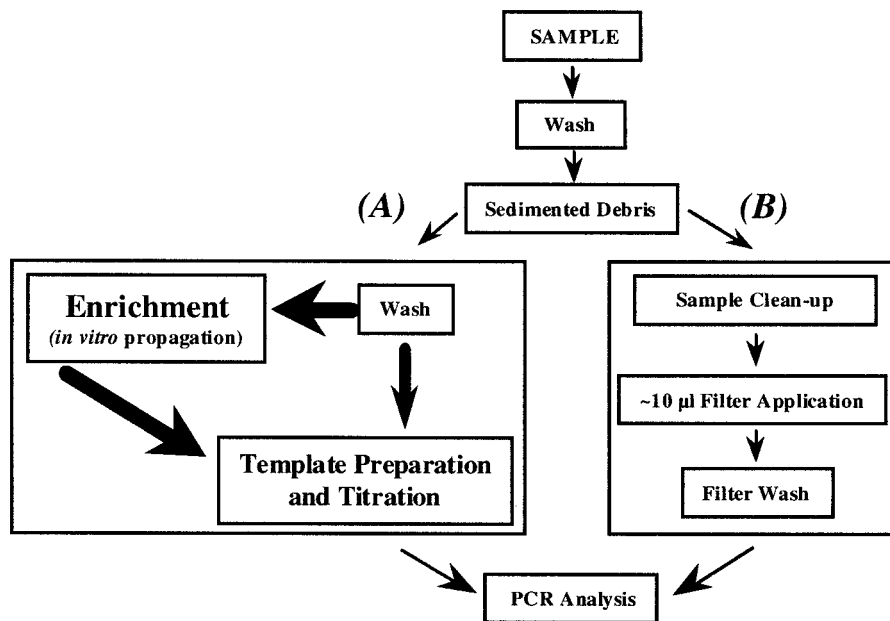 SAMPLE
Wash
Sedimented Debris
(A)
(B)
Enrichment
(in vitro propagation)
Wash
Template Preparation
and Titration
Sample Clean-up
~10 µl Filter Application
Filter Wash
PCR Analysis